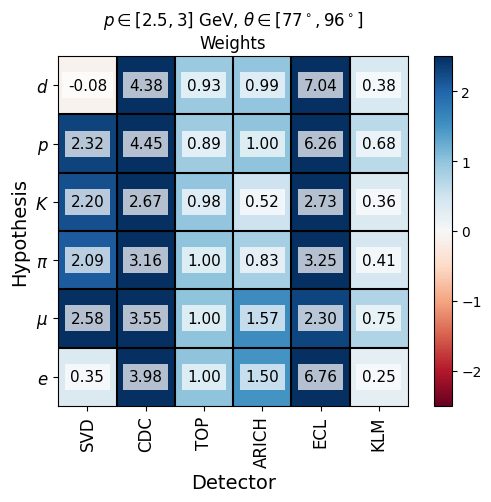 p ∈ [2.5, 3] GeV, θ ∈ [77°, 96°]
Weights
d -0.08 4.38 0.93 0.99 7.04 0.38
p 2.32 4.45 0.89 1.00 6.26 0.68
K 2.20 2.67 0.98 0.52 2.73 0.36
π 2.09 3.16 1.00 0.83 3.25 0.41
μ 2.58 3.55 1.00 1.57 2.30 0.75
e 0.35 3.98 1.00 1.50 6.76 0.25
Hypothesis
SVD CDC TOP ARICH ECL KLM
Detector
2
1
0
−1
−2